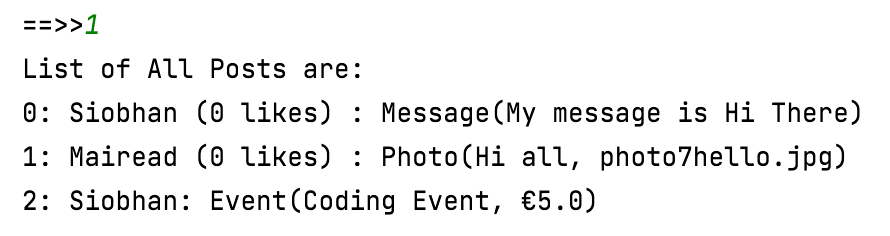 ==>>1
List of All Posts are:
0: Siobhan (0 likes) : Message(My message is Hi There)
1: Mairead (0 likes) : Photo(Hi all, photo7hello.jpg)
2: Siobhan: Event(Coding Event, €5.0)